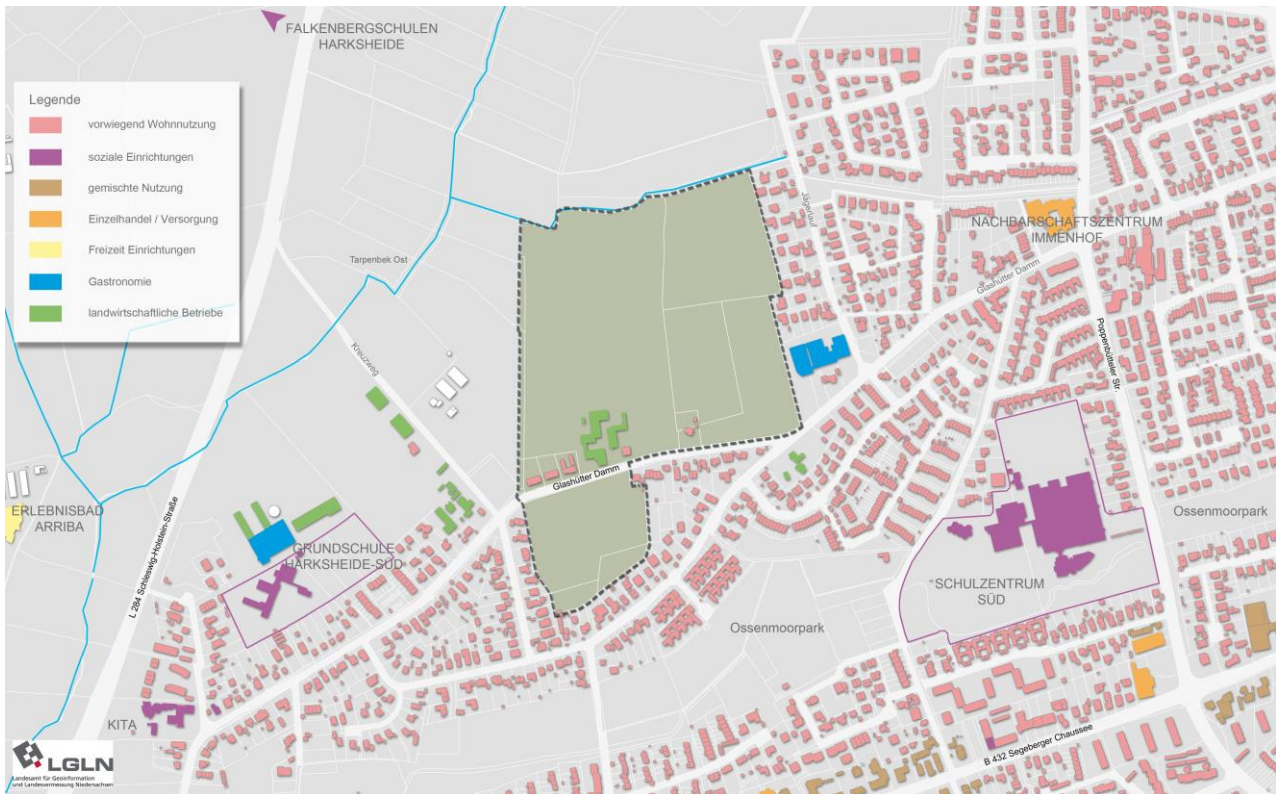 FALKENBERGSCHULEN
HARKSHEIDE
Legende
vorwiegend Wohnnutzung
soziale Einrichtungen
gemischte Nutzung
Einzelhandel / Versorgung
Freizeit Einrichtungen
Gastronomie
landwirtschaftliche Betriebe
Jägerlauf
NACHBARSCHAFTSZENTRUM
IMMENHOF
Tarpenbek Ost
Glashütter Damm
Kreuzweg
Poppenbütteler Str.
Glashütter Damm
ERLEBNISBAD
ARRIBA
L 284 Schleswig-Holstein-Straße
GRUNDSCHULE
HARKSHEIDE-SÜD
Ossenmoorpark
SCHULZENTRUM
SÜD
Ossenmoorpark
KITA
B 432 Segeberger Chaussee
LGLN
Landesamt für Geoinformation
und Landesvermessung Niedersachsen